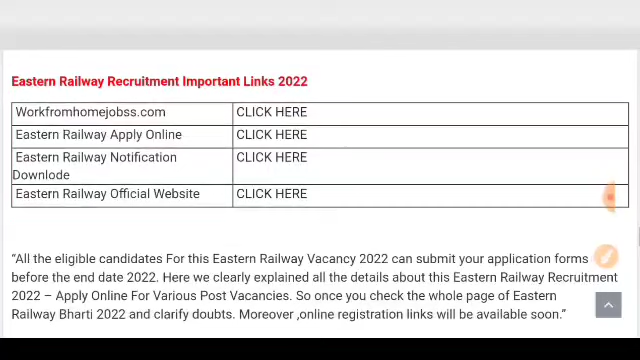 Eastern Railway Recruitment Important Links 2022
Workfromhomejobss.com CLICK HERE
Eastern Railway Apply Online CLICK HERE
Eastern Railway Notification CLICK HERE
Downlode
Eastern Railway Official Website CLICK HERE
“All the eligible candidates For this Eastern Railway Vacancy 2022 can submit your application forms
before the end date 2022. Here we clearly explained all the details about this Eastern Railway Recruitment
2022 – Apply Online For Various Post Vacancies. So once you check the whole page of Eastern
Railway Bharti 2022 and clarify doubts. Moreover ,online registration links will be available soon.”